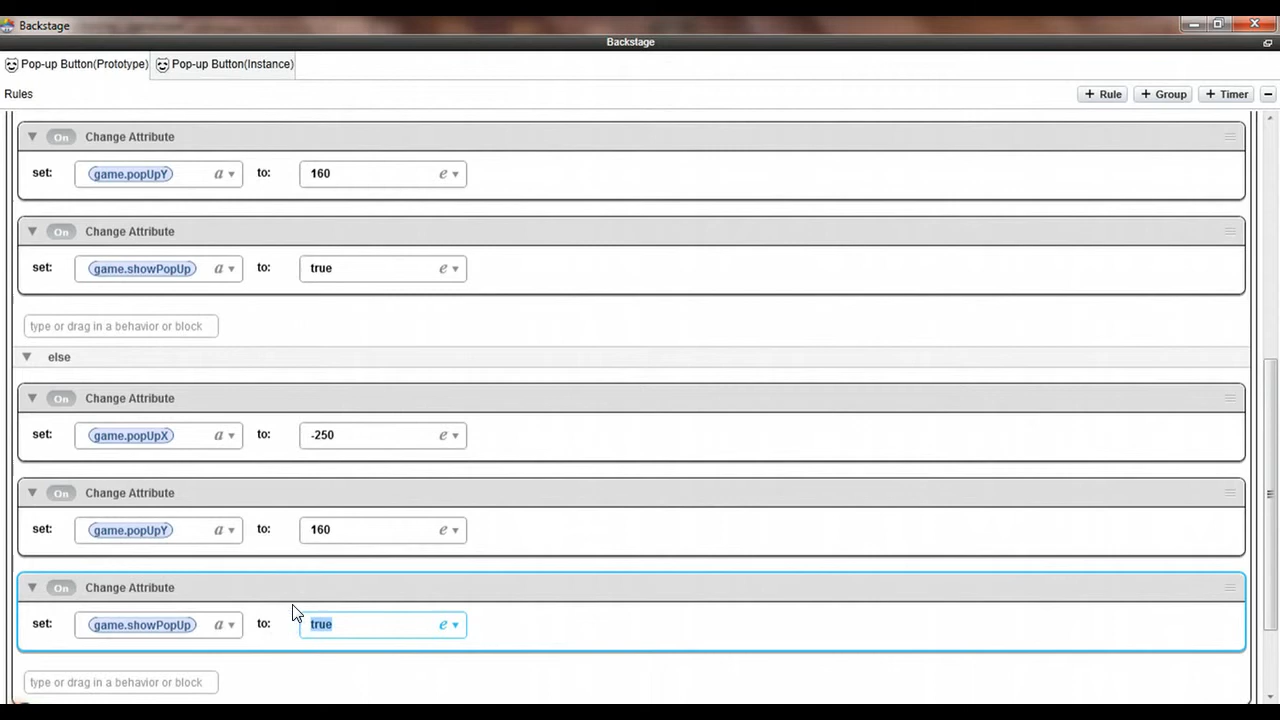 Backstage
Backstage
Pop-up Button(Prototype) Pop-up Button(Instance)
Rules + Rule + Group + Timer
On Change Attribute
set: game.popUpY a to: 160 e
On Change Attribute
set: game.showPopUp a to: true e
type or drag in a behavior or block
else
On Change Attribute
set: game.popUpX a to: -250 e
On Change Attribute
set: game.popUpY a to: 160 e
On Change Attribute
set: game.showPopUp a to: true e
type or drag in a behavior or block